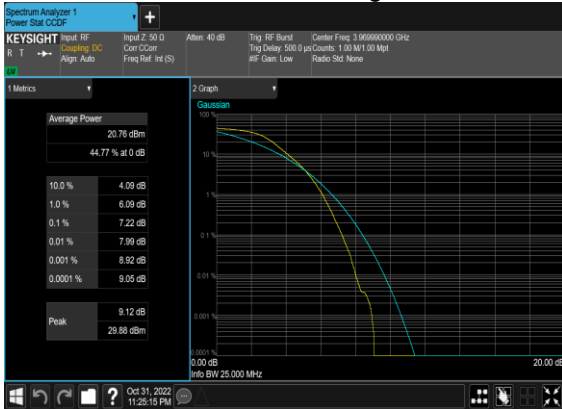 Spectrum Analyzer 1
Power Stat CCDF
+
KEYSIGHT
R T
LXI
Input: RF
Coupling: DC
Align: Auto
Input Z: 50 Ω
Corr CCorr
Freq Ref: Int (S)
Atten: 40 dB
Trig: RF Burst
Trig Delay: 500.0 µs
#IF Gain: Low
Center Freq: 3.969990000 GHz
Counts: 1.00 M/1.00 Mpt
Radio Std: None
1 Metrics
Average Power
20.76 dBm
44.77 % at 0 dB
10.0 % 4.09 dB
1.0 % 6.09 dB
0.1 % 7.22 dB
0.01 % 7.99 dB
0.001 % 8.92 dB
0.0001 % 9.05 dB
Peak
9.12 dB
29.88 dBm
2 Graph
Gaussian
100 %
10 %
1 %
0.1 %
0.01 %
0.001 %
0.0001 %
0.00 dB
20.00 dB
Info BW 25.000 MHz
?
Oct 31, 2022
11:25:15 PM